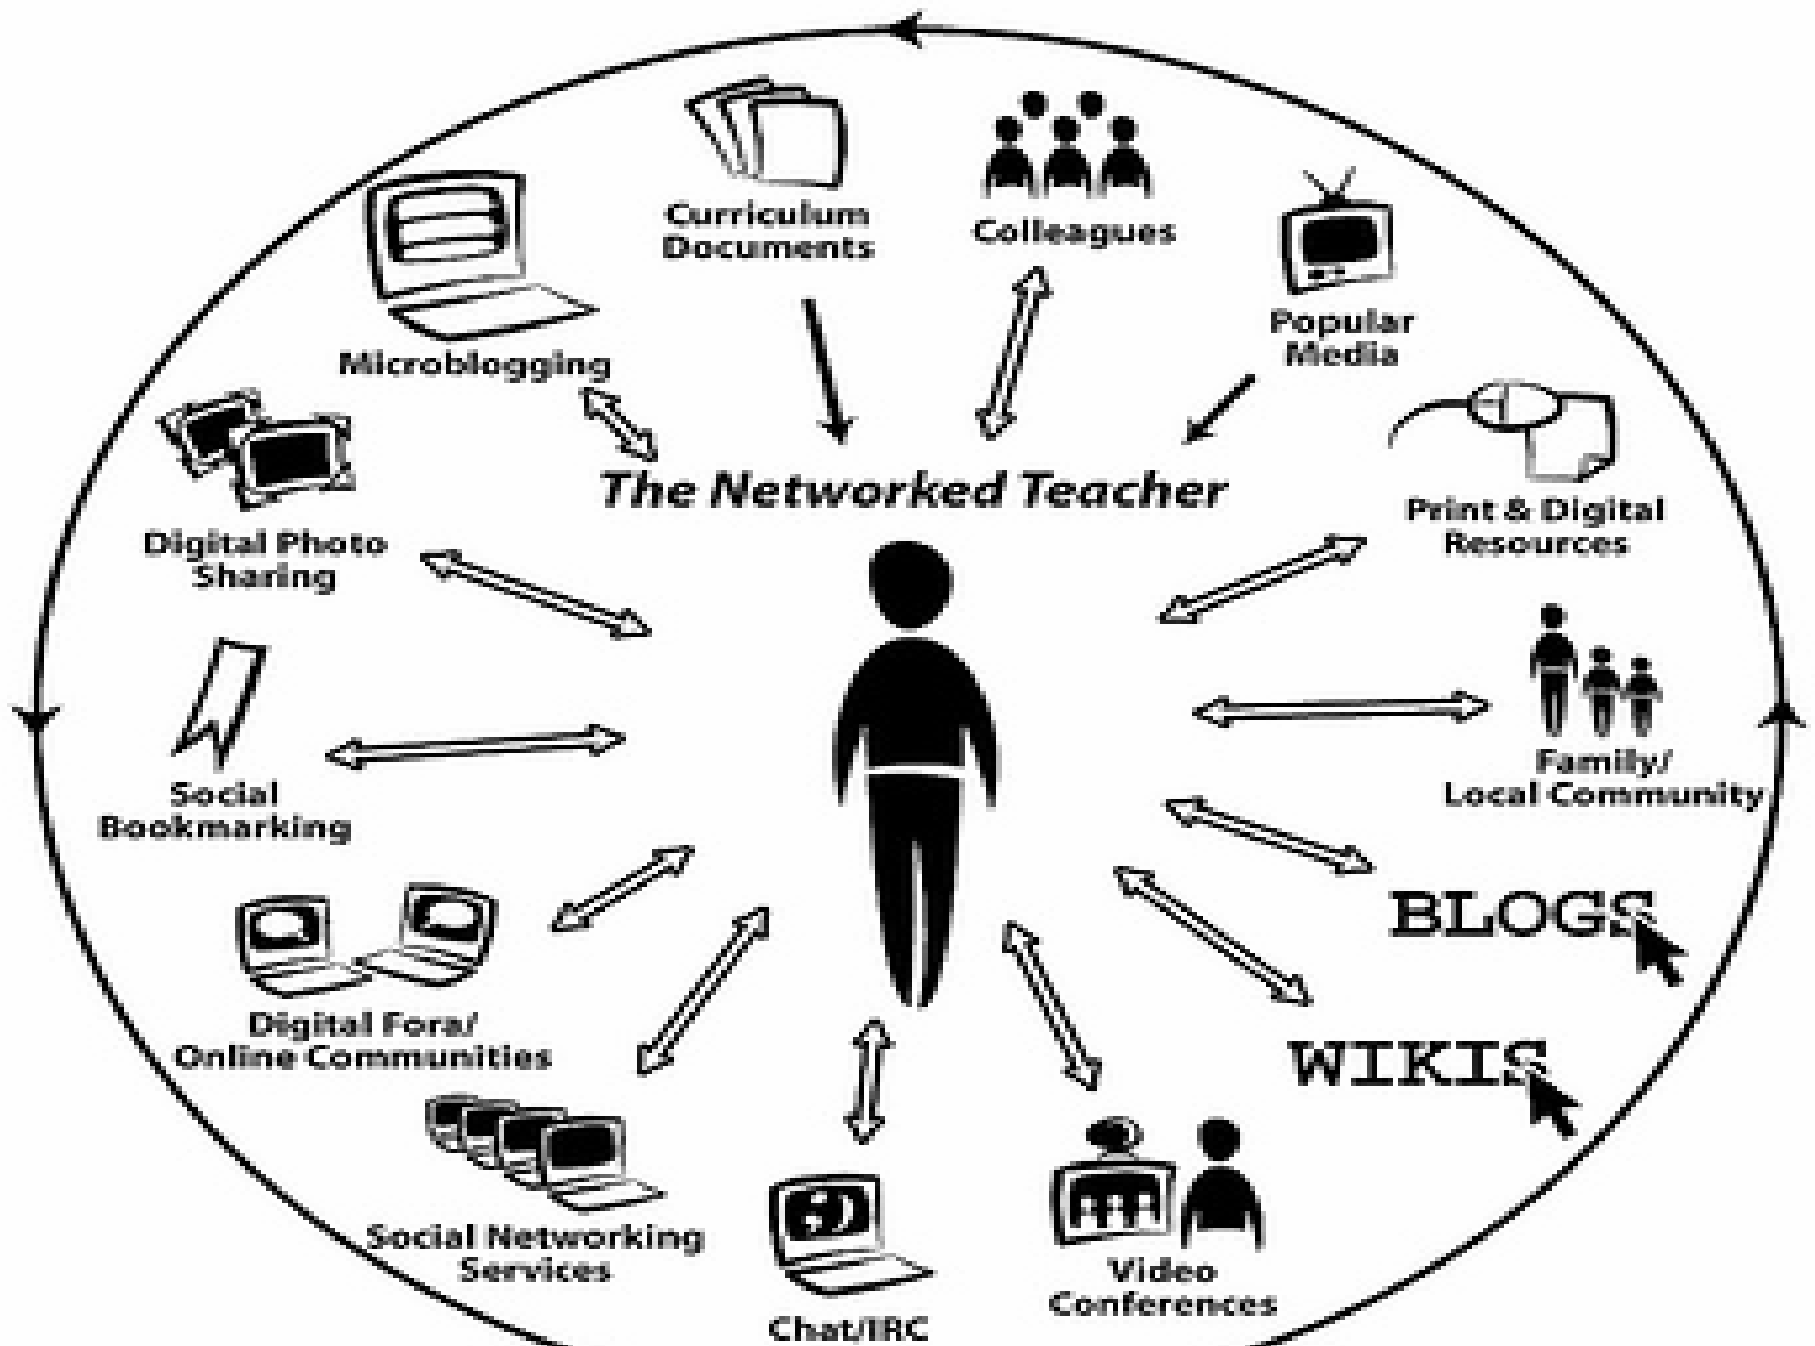 Curriculum
Documents
Colleagues
Popular
Media
Microblogging
The Networked Teacher
Print & Digital
Resources
Digital Photo
Sharing
Family/
Local Community
Social
Bookmarking
BLOGS
Digital Fora/
Online Communities
WIKIS
Social Networking
Services
Video
Conferences
Chat/IRC